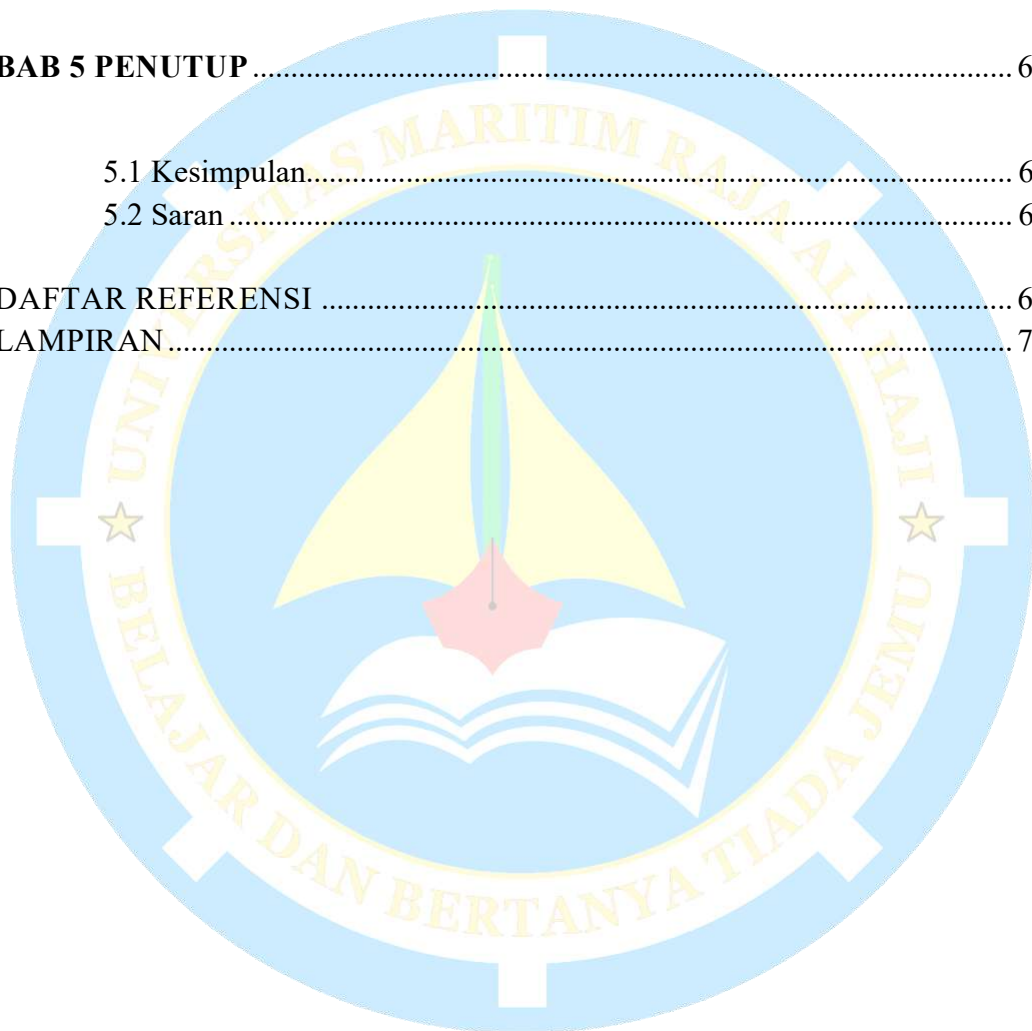 BAB 5 PENUTUP ........................................................................................ 6
5.1 Kesimpulan.................................................................................. 6
5.2 Saran ........................................................................................... 6
DAFTAR REFERENSI ................................................................................ 6
LAMPIRAN ................................................................................................. 7
UNIVERSITAS MARITIM RAJA ALI HAJI
BELAJAR DAN BERTANYA TIADA JEMU